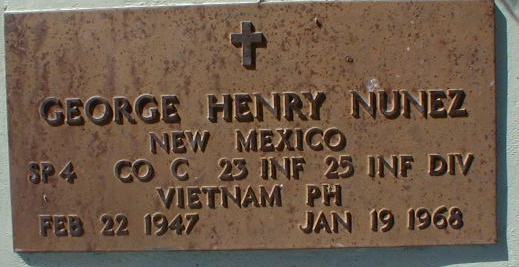 GEORGE HENRY NUNEZ
NEW MEXICO
SP4 CO C 23 INF 25 INF DIV
VIETNAM PH
FEB 22 1947 JAN 19 1968